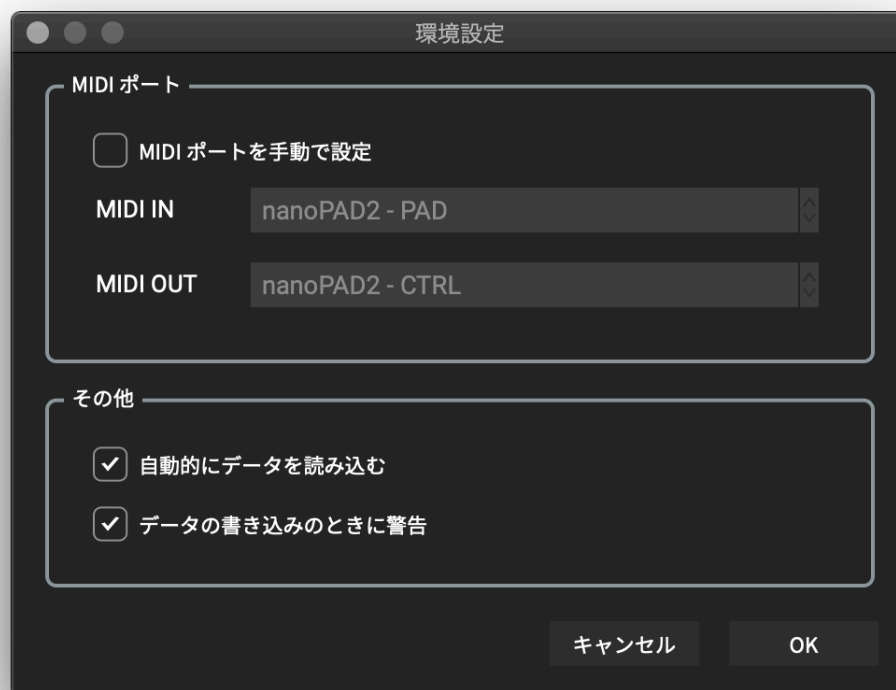 環境設定
MIDI ポート
MIDI ポートを手動で設定
MIDI IN
nanoPAD2 - PAD
MIDI OUT
nanoPAD2 - CTRL
その他
自動的にデータを読み込む
データの書き込みのときに警告
キャンセル
OK